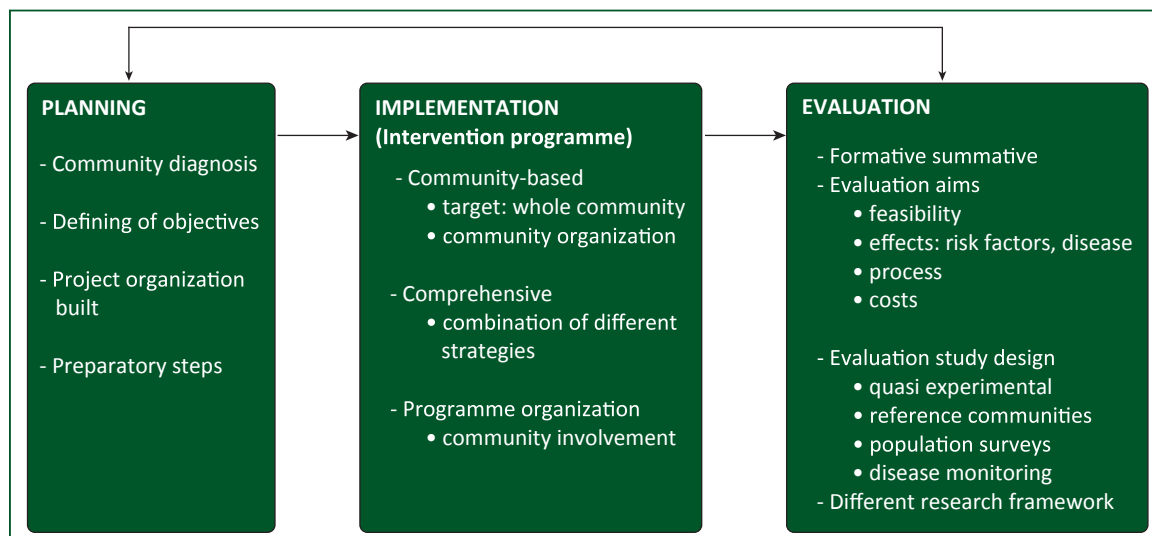 PLANNING
- Community diagnosis
- Defining of objectives
- Project organization
built
- Preparatory steps
IMPLEMENTATION
(Intervention programme)
- Community-based
• target: whole community
• community organization
- Comprehensive
• combination of different
strategies
- Programme organization
• community involvement
EVALUATION
- Formative summative
- Evaluation aims
• feasibility
• effects: risk factors, disease
• process
• costs
- Evaluation study design
• quasi experimental
• reference communities
• population surveys
• disease monitoring
- Different research framework